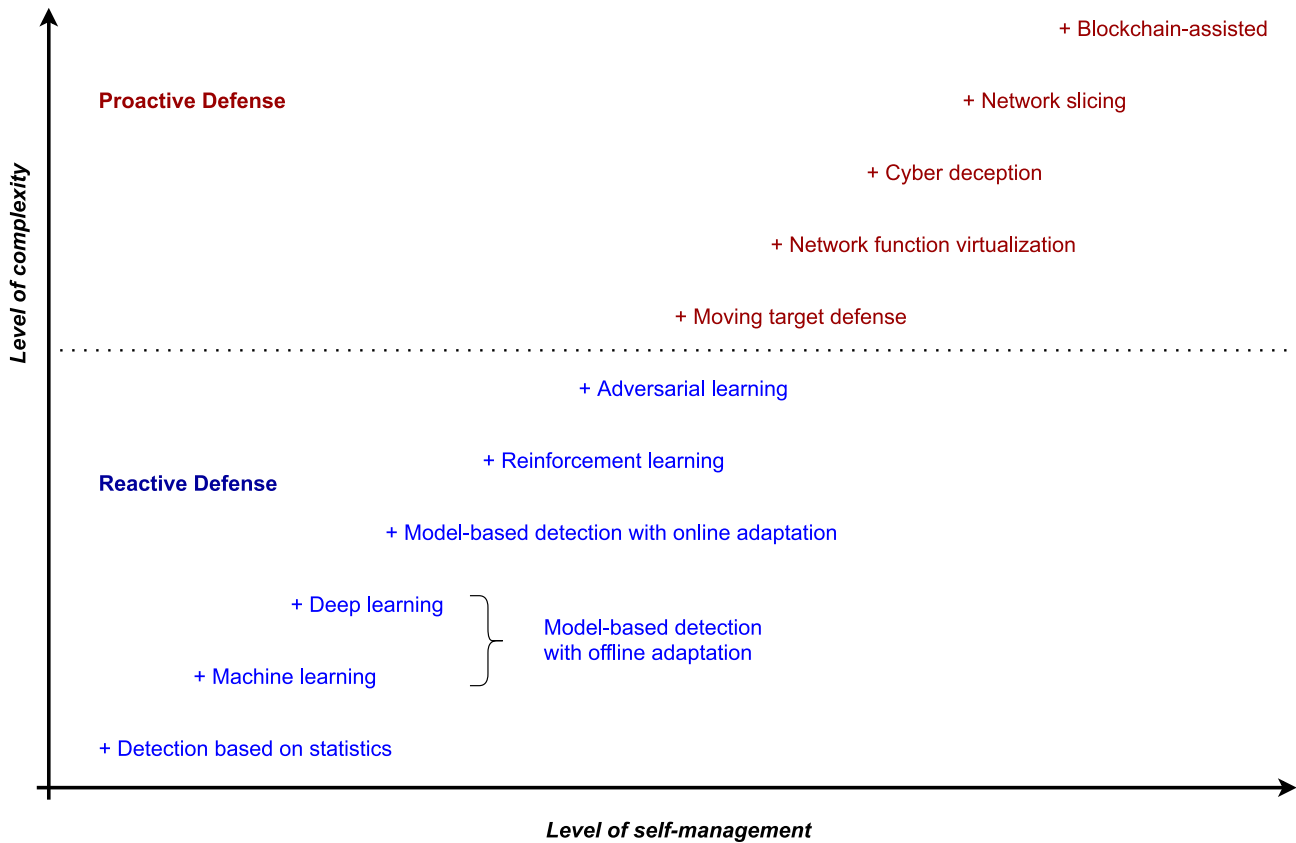 + Blockchain-assisted
Proactive Defense
+ Network slicing
+ Cyber deception
+ Network function virtualization
+ Moving target defense
Level of complexity
+ Adversarial learning
+ Reinforcement learning
Reactive Defense
+ Model-based detection with online adaptation
+ Deep learning
Model-based detection
with offline adaptation
+ Machine learning
+ Detection based on statistics
Level of self-management